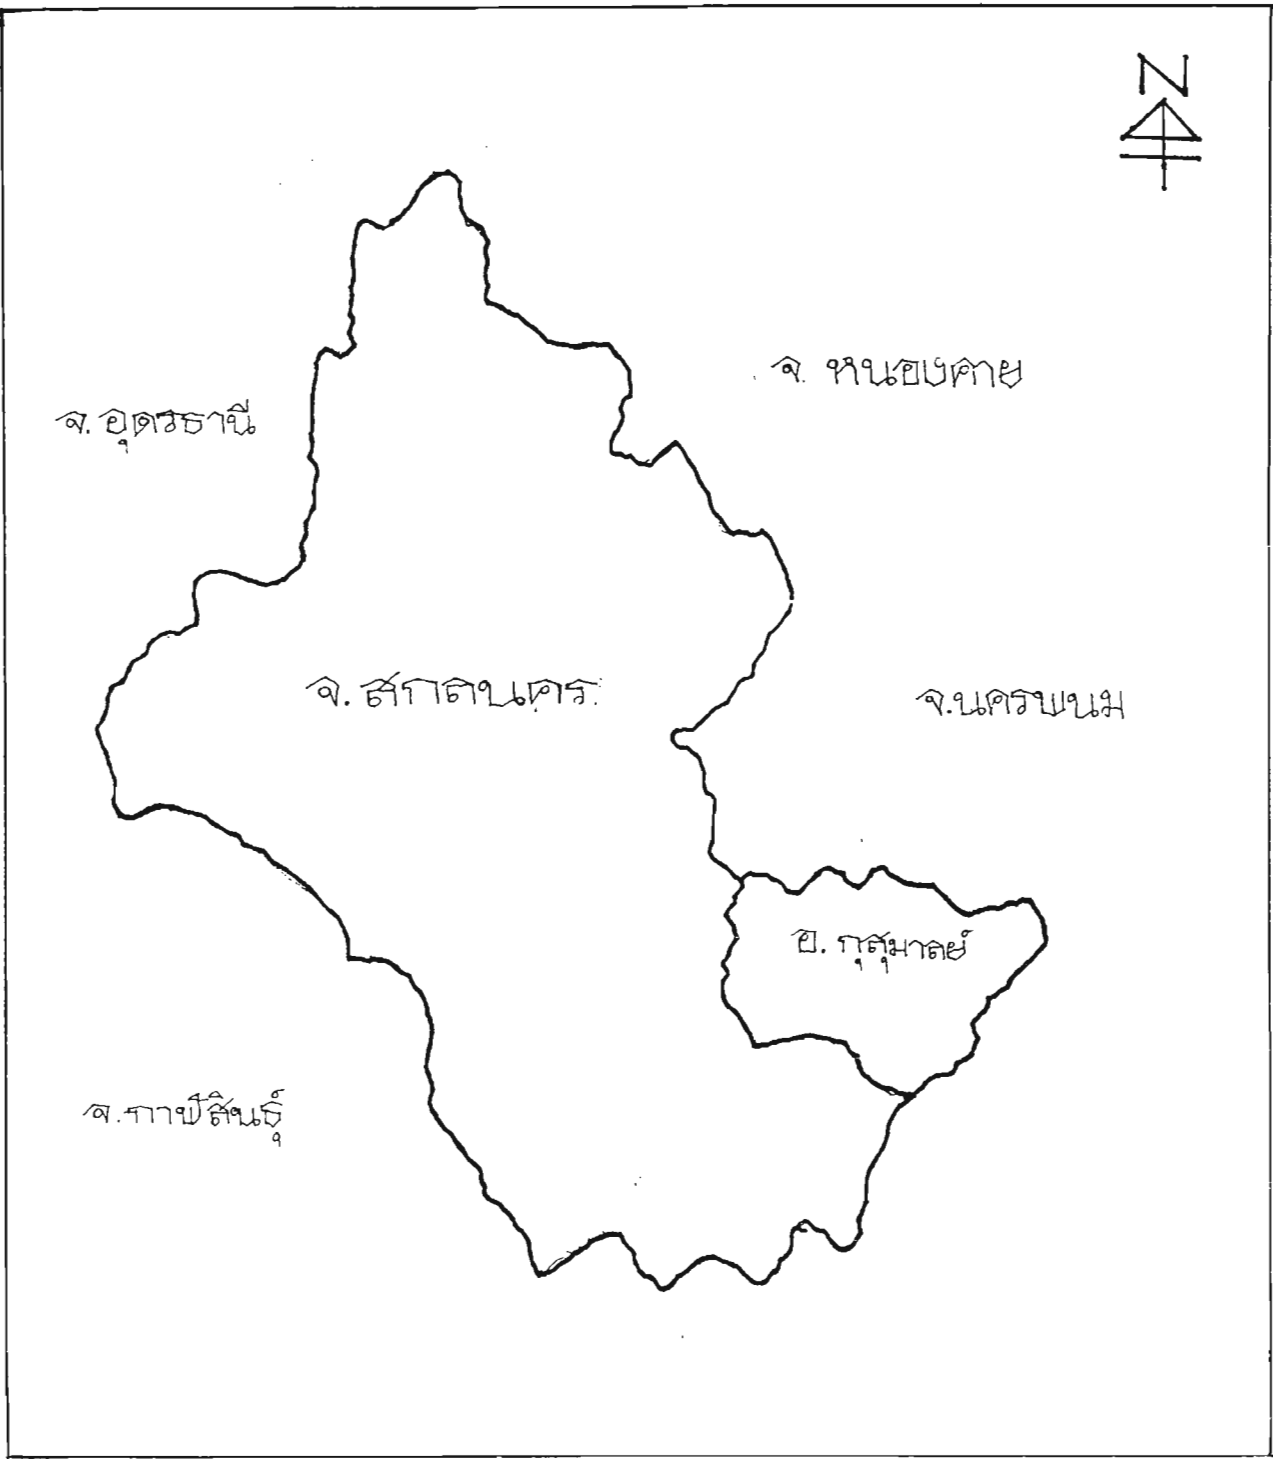 N
จ. หนองคาย
จ. อุดรธานี
จ. สกลนคร
จ.นครพนม
อ. กุสุมาลย์
จ.กาฬสินธุ์